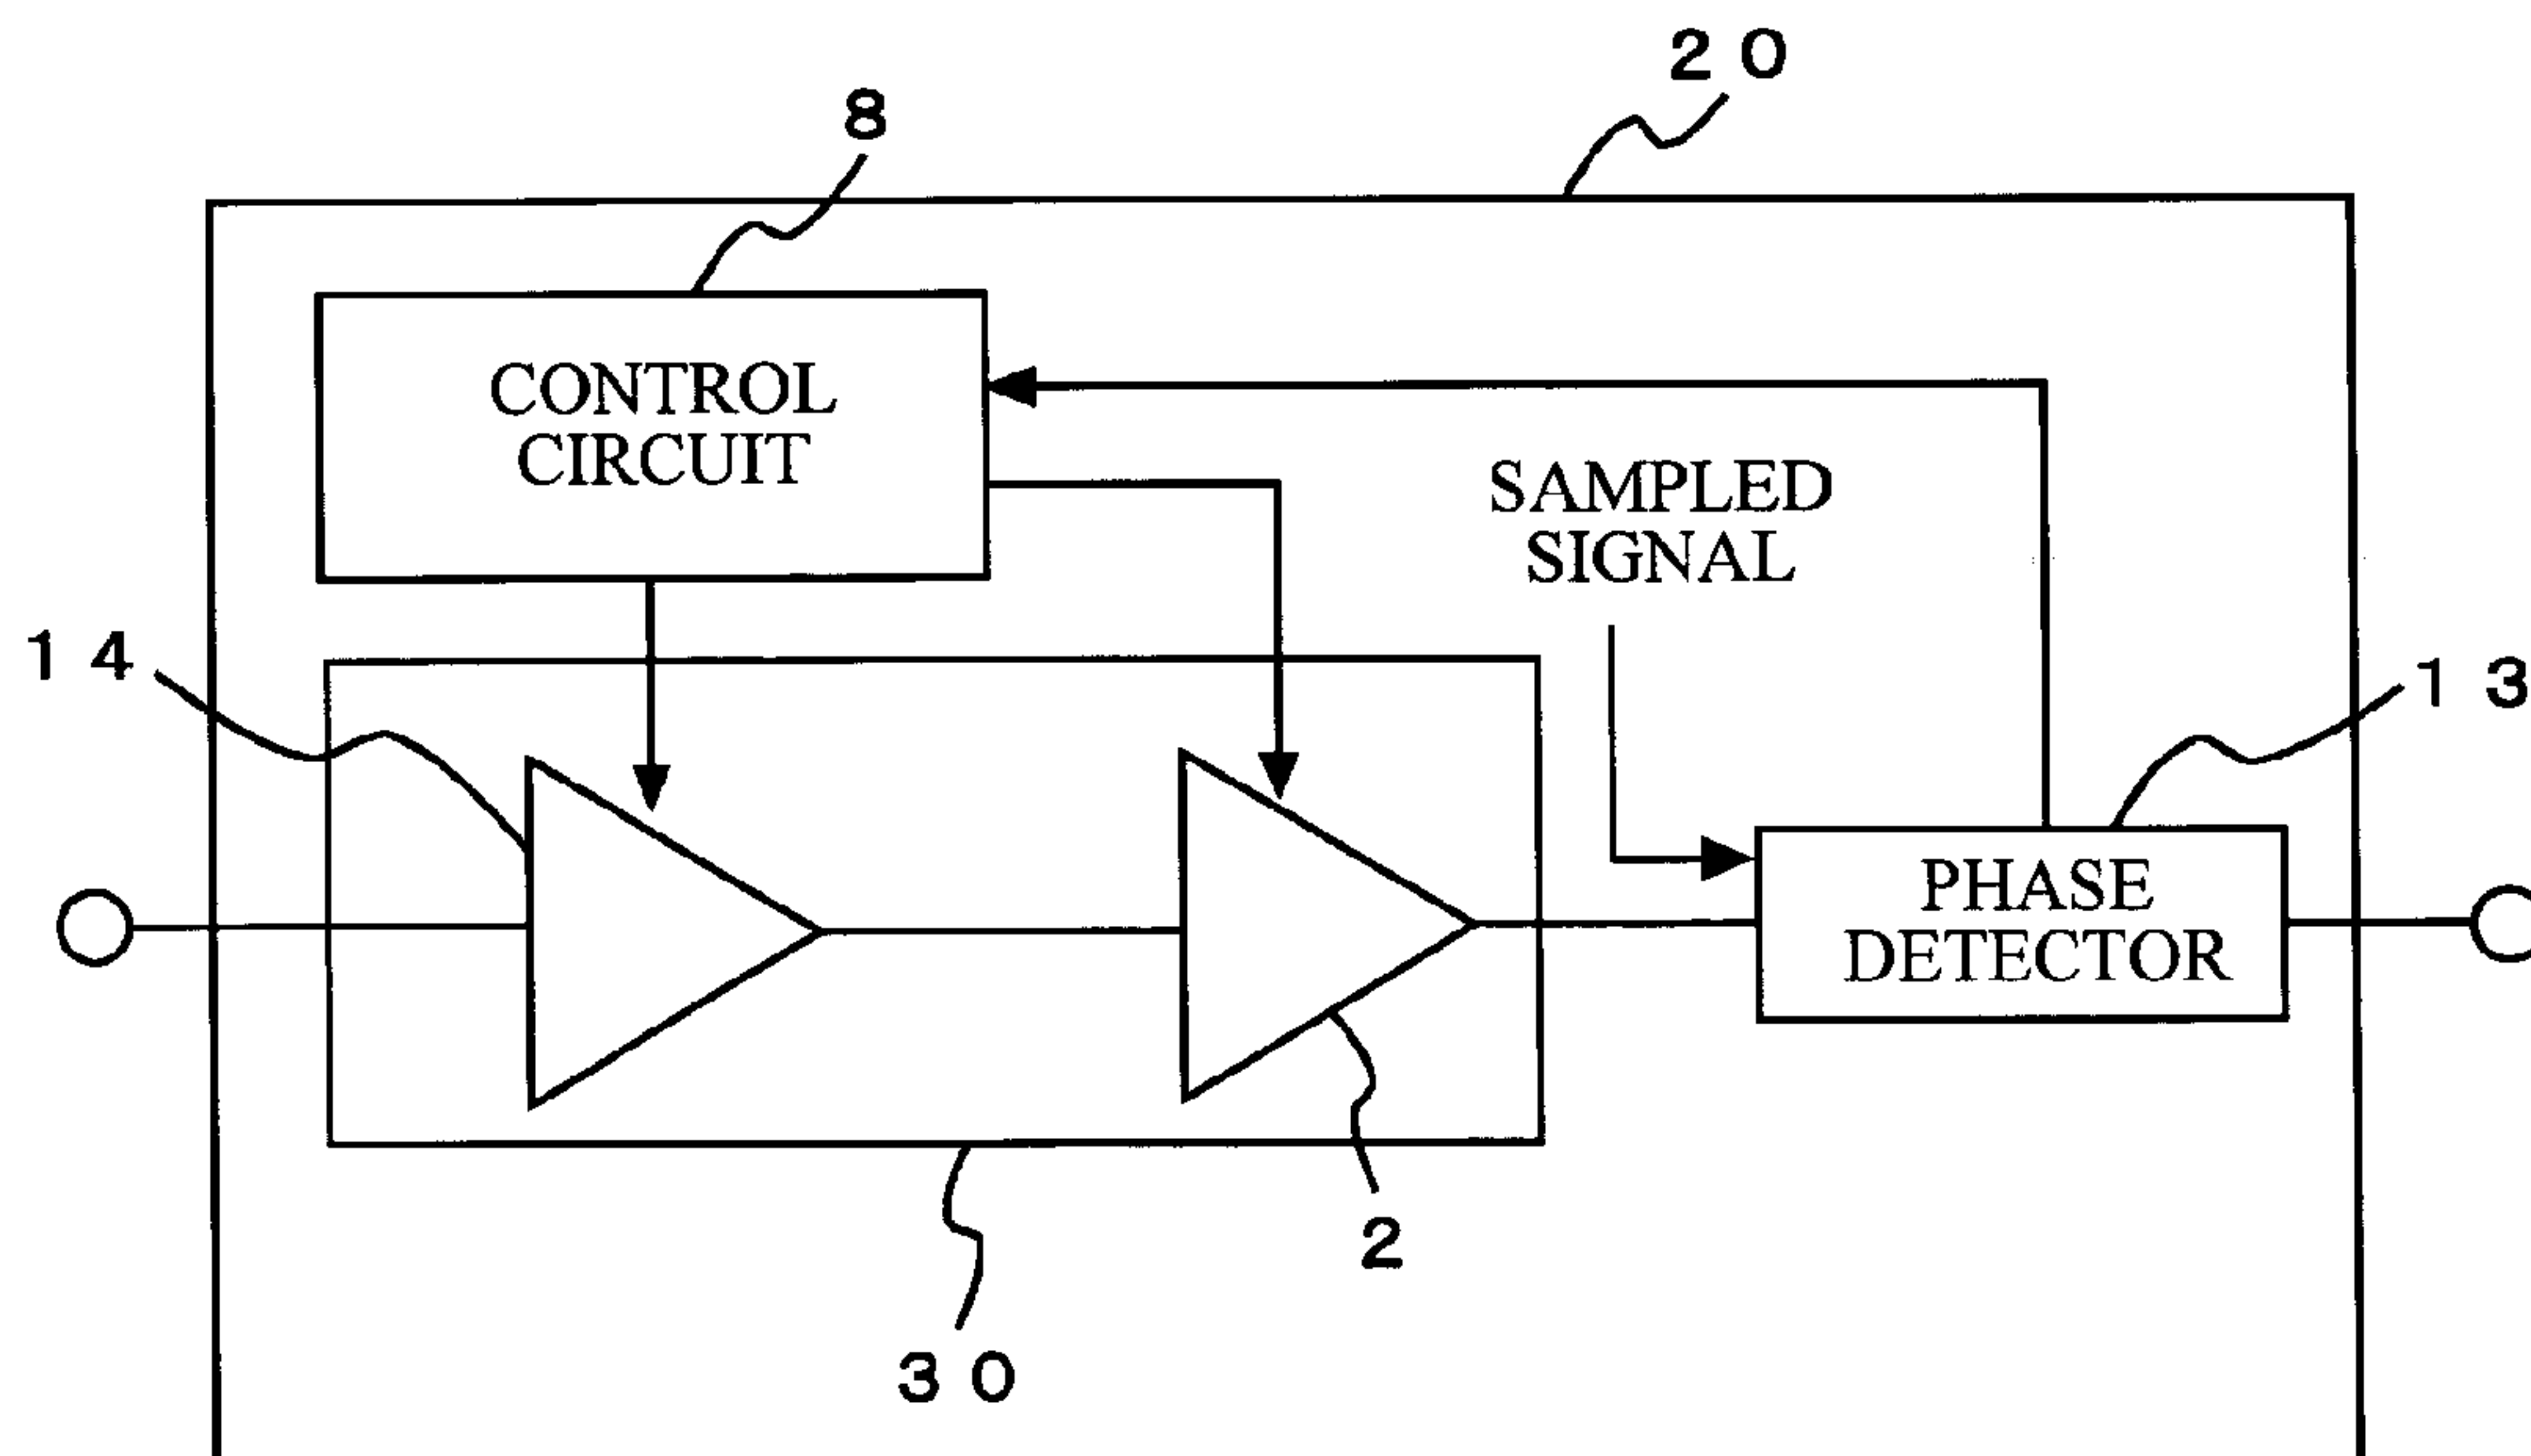 20
8
CONTROL
CIRCUIT
SAMPLED
SIGNAL
14
13
PHASE
DETECTOR
2
30